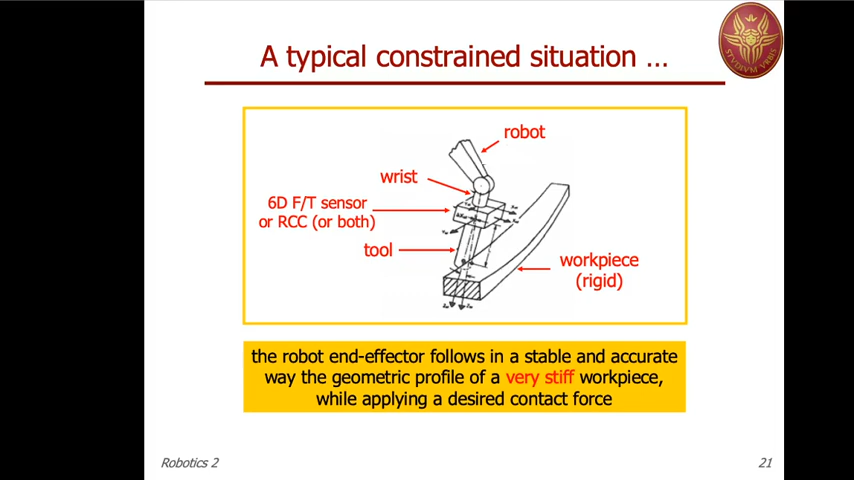 A typical constrained situation …
robot
wrist
6D F/T sensor
or RCC (or both)
tool
workpiece
(rigid)
the robot end-effector follows in a stable and accurate
way the geometric profile of a very stiff workpiece,
while applying a desired contact force
Robotics 2
21